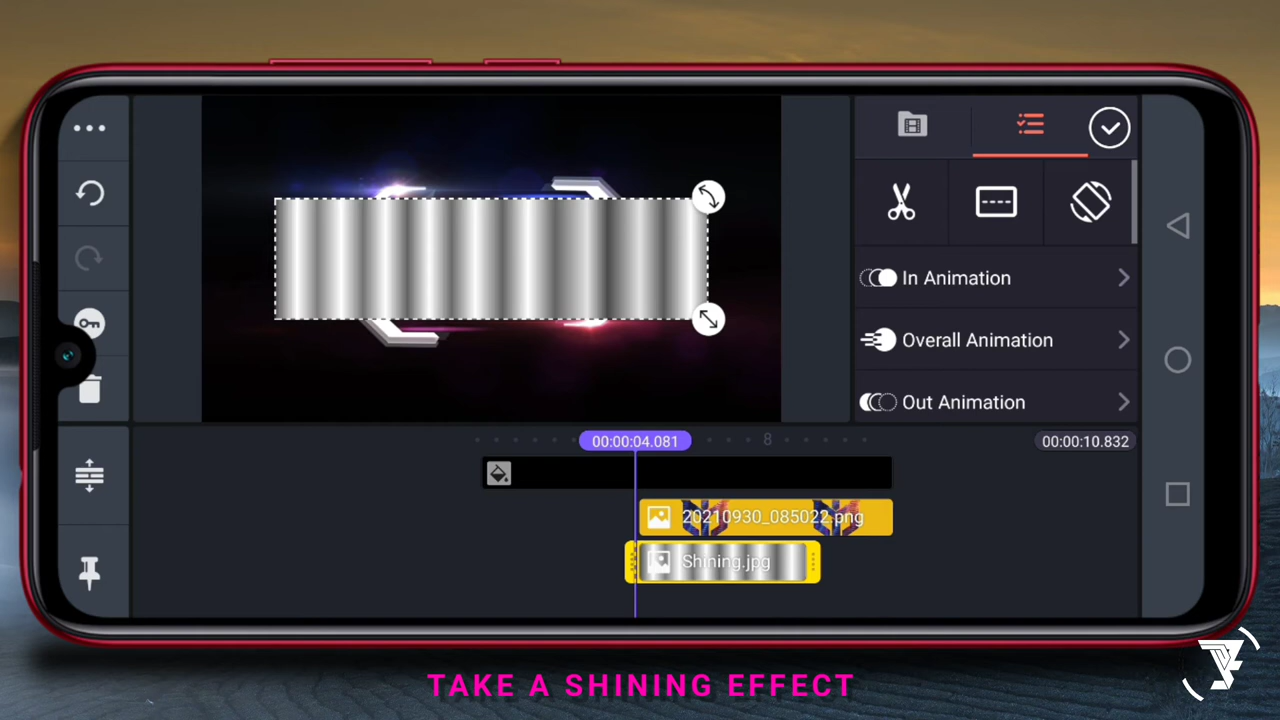 In Animation
Overall Animation
Out Animation
00:00:04.081
8
00:00:10.832
20210930_085022.png
Shining.jpg
TAKE A SHINING EFFECT